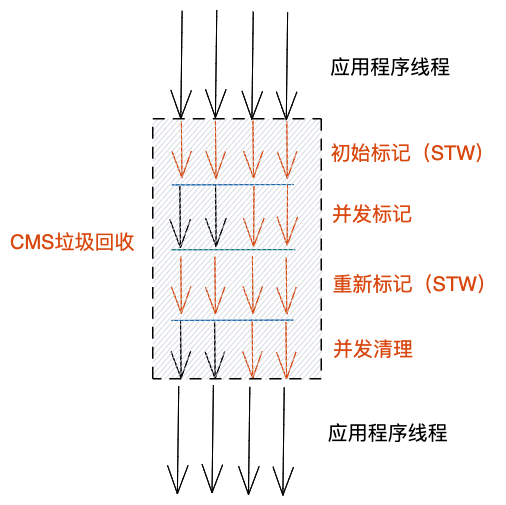 应用程序线程
初始标记（STW）
并发标记
CMS垃圾回收
重新标记（STW）
并发清理
应用程序线程